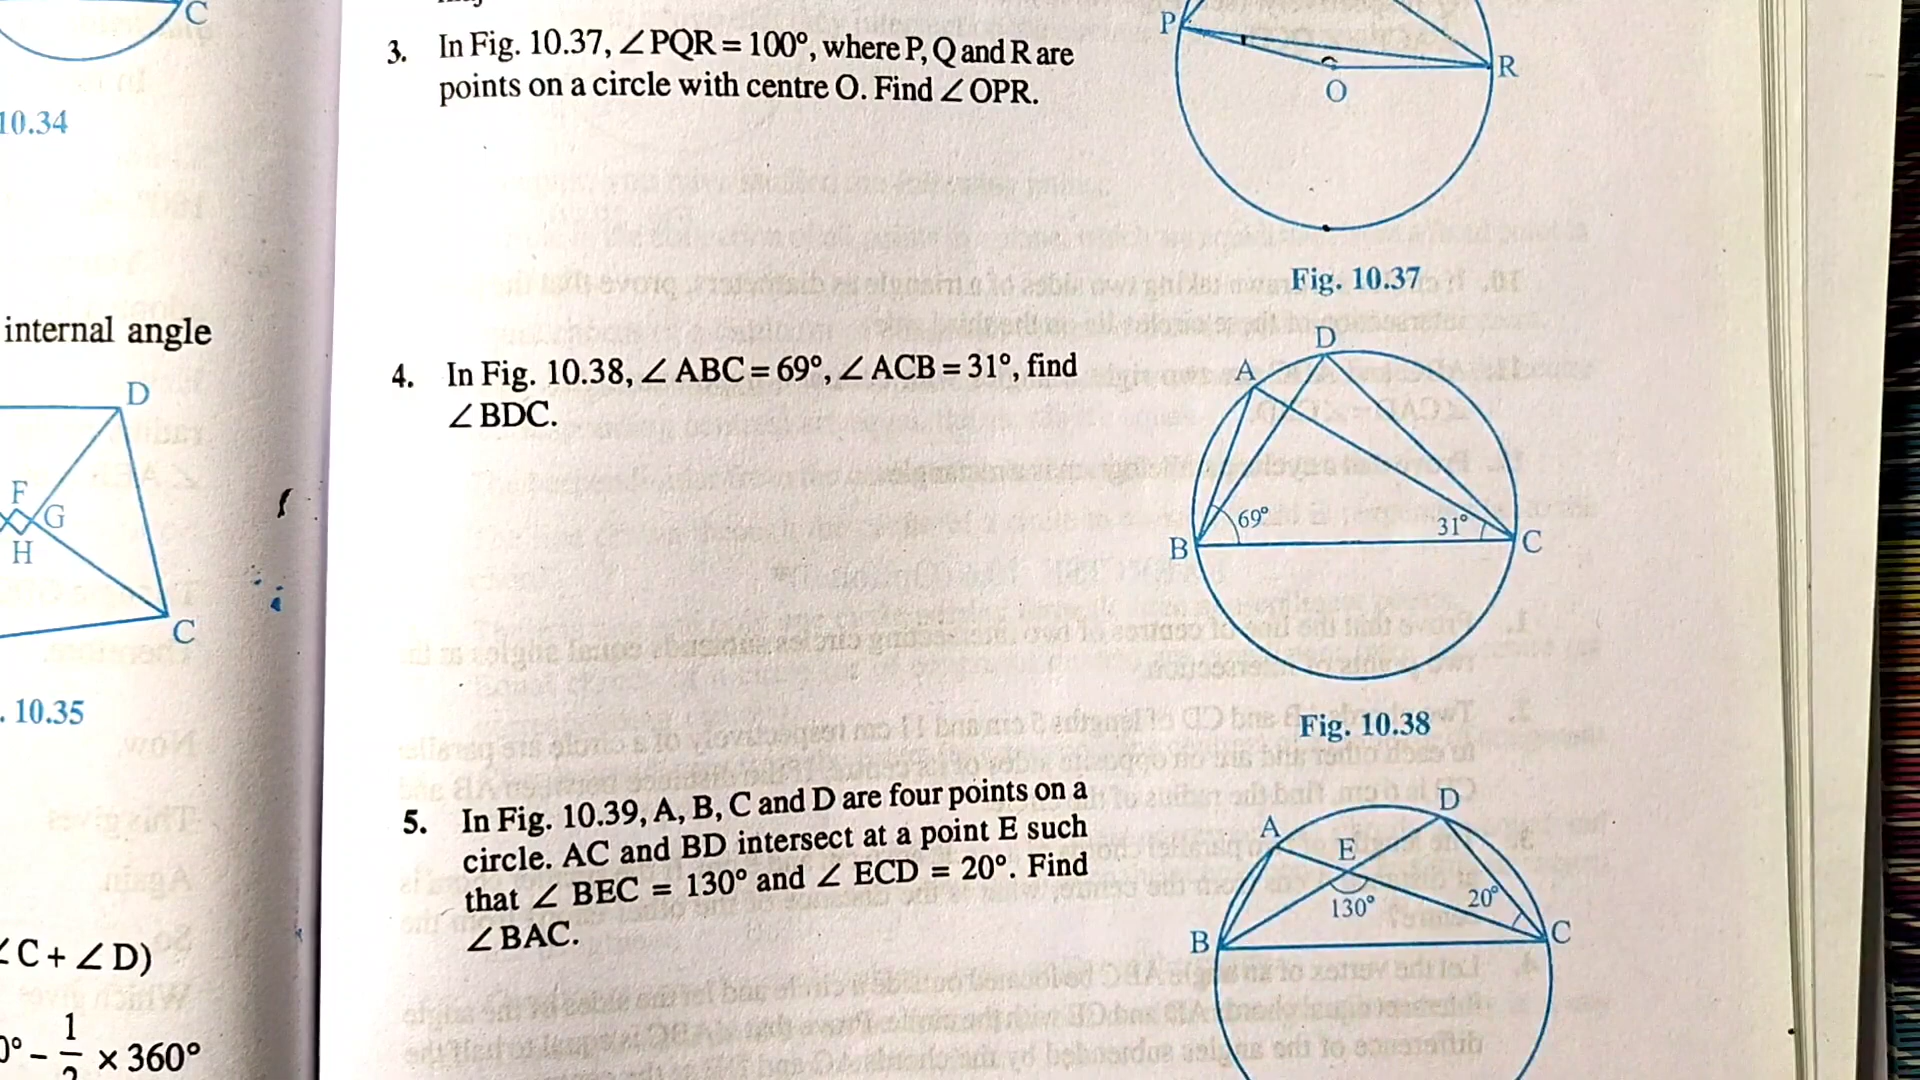 C
10.34
internal angle
D
F
G
H
C
. 10.35
∠C + ∠D)
0° – 1/2 × 360°
3. In Fig. 10.37, ∠PQR = 100°, where P, Q and R are
points on a circle with centre O. Find ∠OPR.
P
R
O
Fig. 10.37
4. In Fig. 10.38, ∠ABC = 69°, ∠ACB = 31°, find
∠BDC.
D
A
69°
31°
B
C
Fig. 10.38
5. In Fig. 10.39, A, B, C and D are four points on a
circle. AC and BD intersect at a point E such
that ∠BEC = 130° and ∠ECD = 20°. Find
∠BAC.
D
A
E
20°
130°
B
C